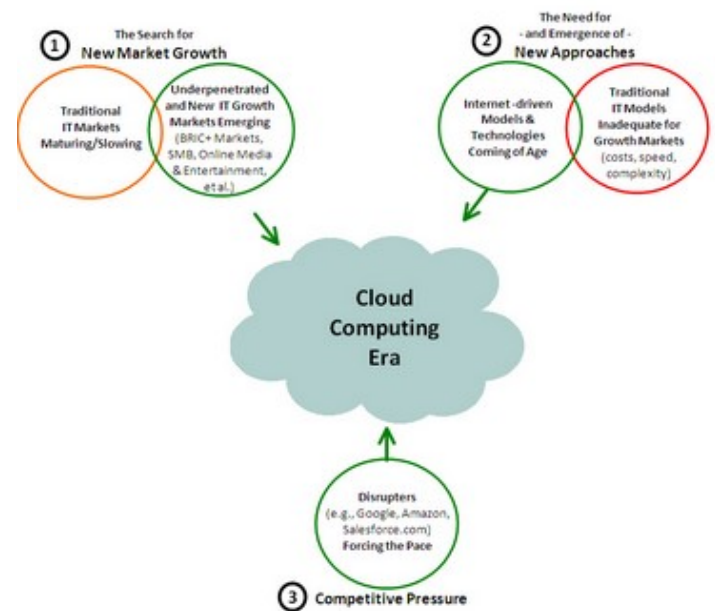 1
The Search for
New Market Growth
Traditional
IT Markets
Maturing/Slowing
Underpenetrated
and New IT Growth
Markets Emerging
(BRIC+ Markets,
SMB, Online Media
& Entertainment,
et al.)
2
The Need for
- and Emergence of -
New Approaches
Internet-driven
Models &
Technologies
Coming of Age
Traditional
IT Models
Inadequate for
Growth Markets
(costs, speed,
complexity)
Cloud
Computing
Era
Disrupters
(e.g., Google, Amazon,
Salesforce.com)
Forcing the Pace
3 Competitive Pressure